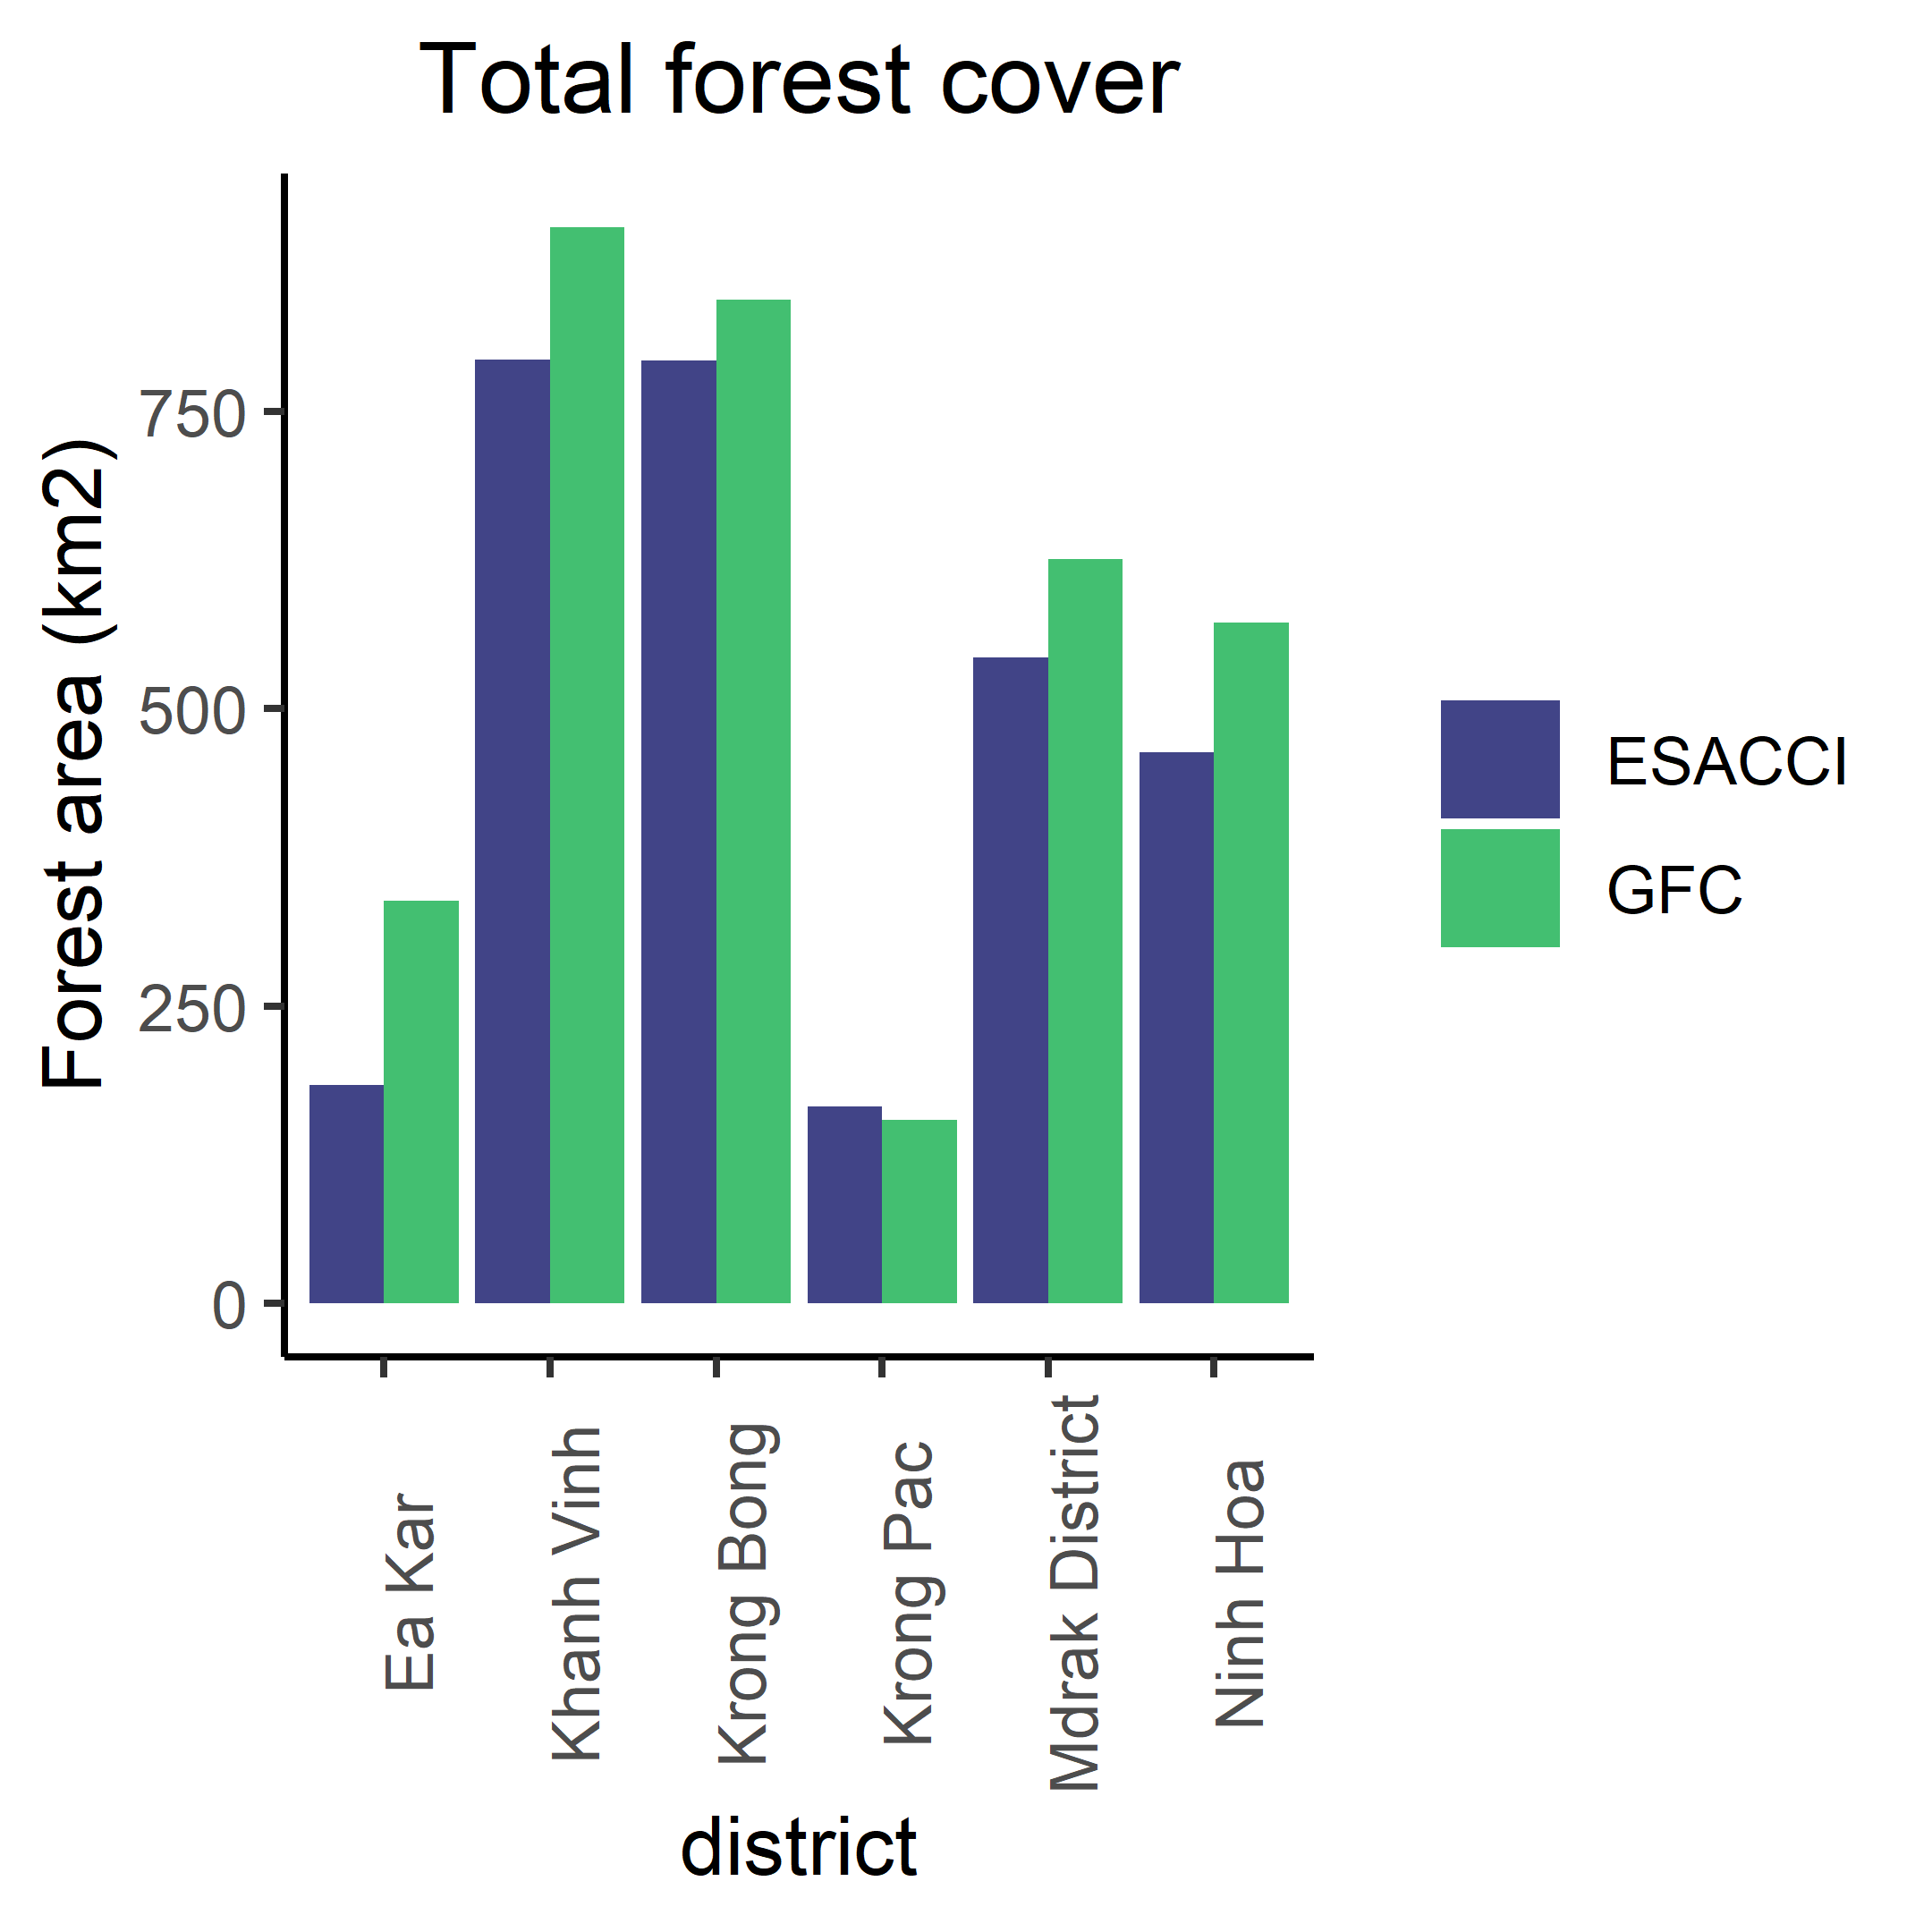 Total forest cover
Forest area (km2)
750
500
250
0
Ea Kar
Khanh Vinh
Krong Bong
Krong Pac
Mdrak District
Ninh Hoa
district
ESACCI
GFC